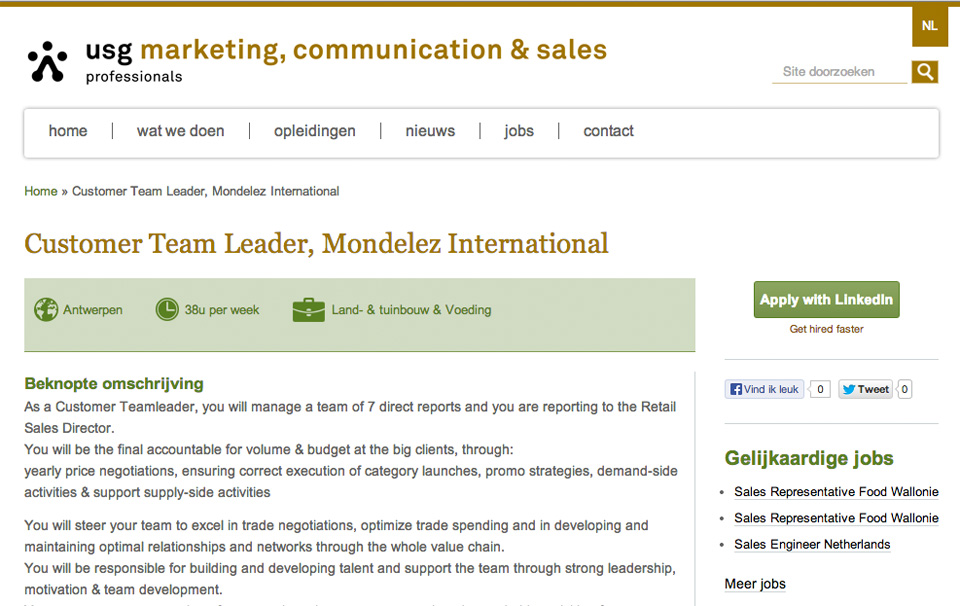 NL
usg marketing, communication & sales
professionals
Site doorzoeken
home | wat we doen | opleidingen | nieuws | jobs | contact
Home » Customer Team Leader, Mondelez International
Customer Team Leader, Mondelez International
Antwerpen 38u per week Land- & tuinbouw & Voeding
Beknopte omschrijving
As a Customer Teamleader, you will manage a team of 7 direct reports and you are reporting to the Retail
Sales Director.
You will be the final accountable for volume & budget at the big clients, through:
yearly price negotiations, ensuring correct execution of category launches, promo strategies, demand-side
activities & support supply-side activities
You will steer your team to excel in trade negotiations, optimize trade spending and in developing and
maintaining optimal relationships and networks through the whole value chain.
You will be responsible for building and developing talent and support the team through strong leadership,
motivation & team development.
Apply with LinkedIn
Get hired faster
Vind ik leuk 0 Tweet 0
Gelijkaardige jobs
• Sales Representative Food Wallonie
• Sales Representative Food Wallonie
• Sales Engineer Netherlands
Meer jobs